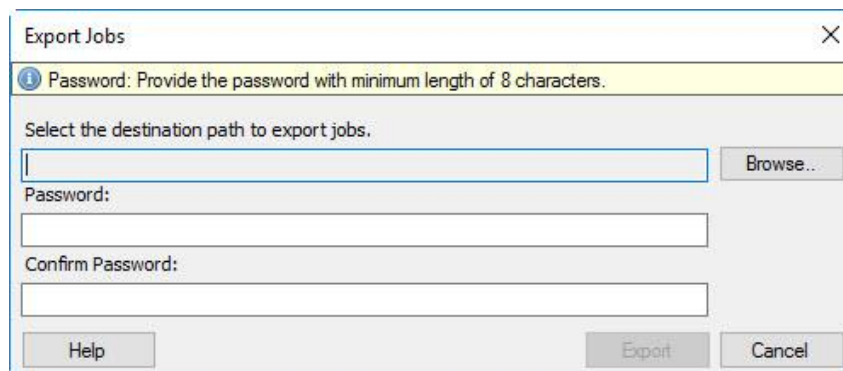 Export Jobs
Password: Provide the password with minimum length of 8 characters.
Select the destination path to export jobs.
Browse..
Password:
Confirm Password:
Help
Export
Cancel